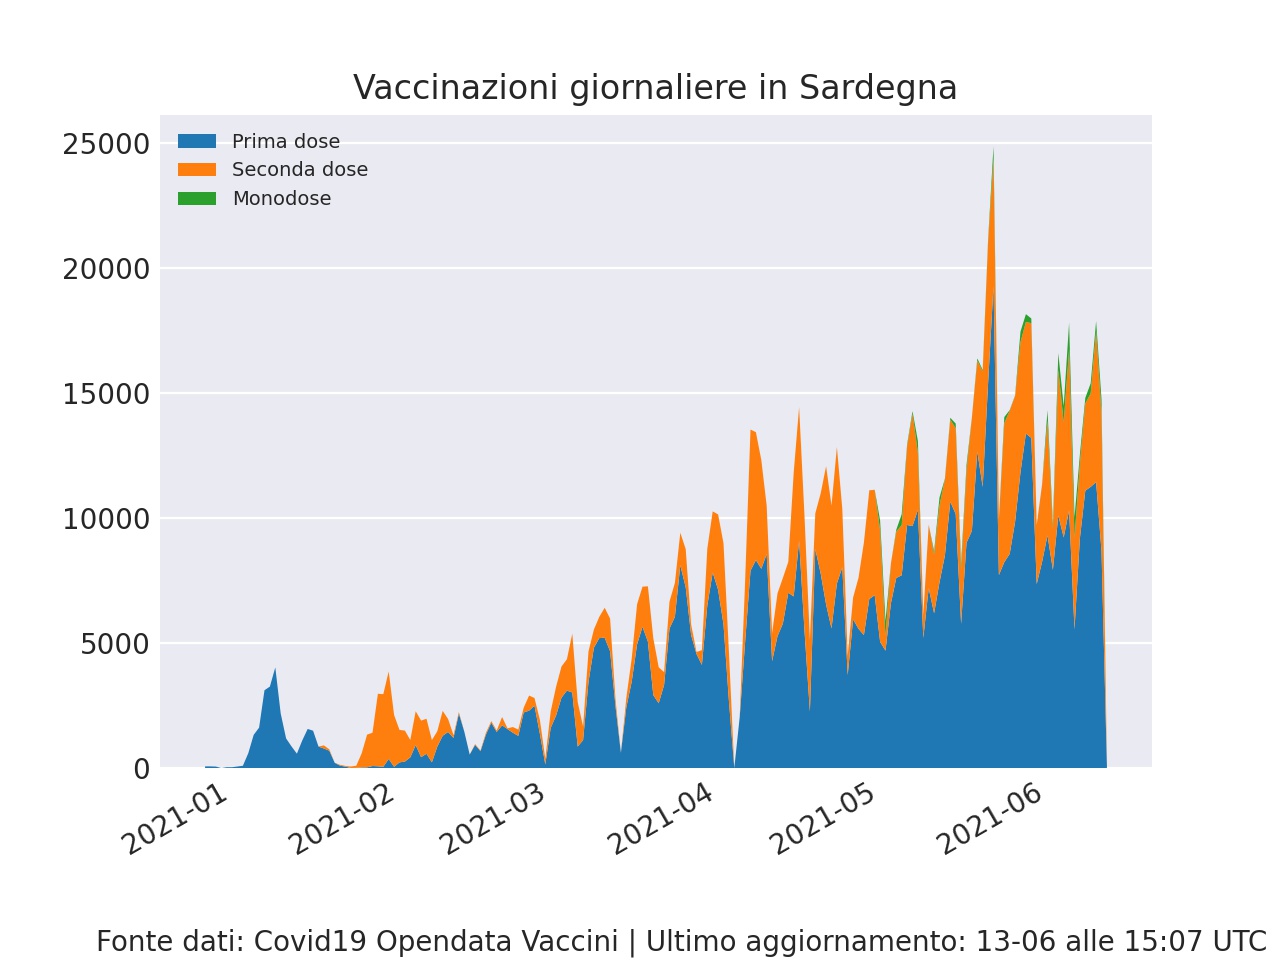 Vaccinazioni giornaliere in Sardegna
25000
20000
15000
10000
5000
0
Prima dose
Seconda dose
Monodose
2021-01
2021-02
2021-03
2021-04
2021-05
2021-06
Fonte dati: Covid19 Opendata Vaccini | Ultimo aggiornamento: 13-06 alle 15:07 UTC